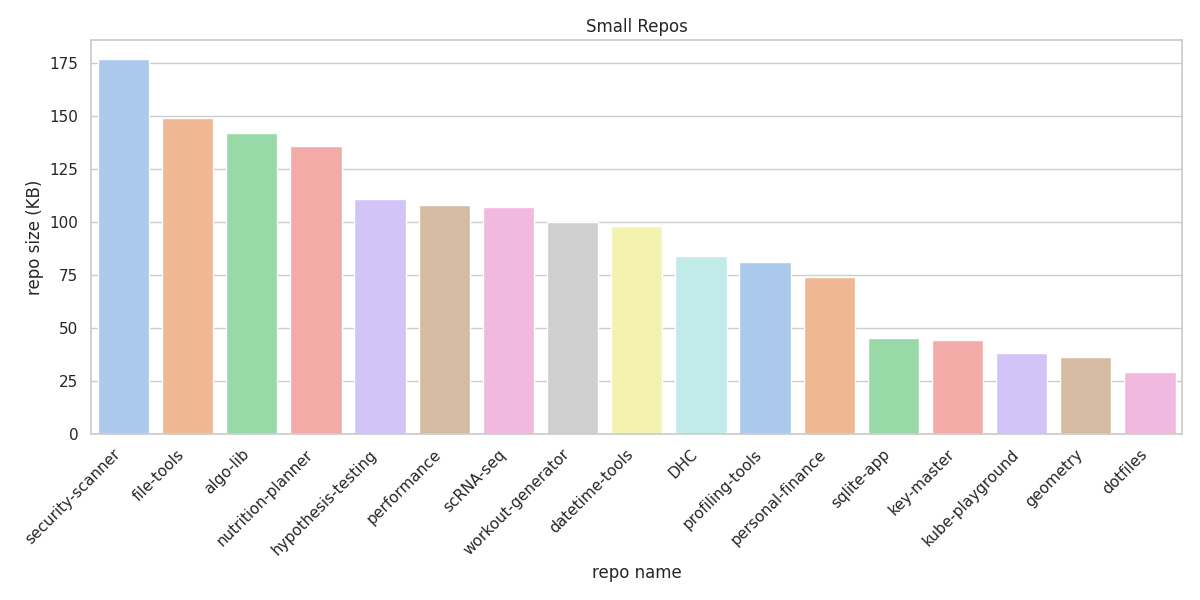 Small Repos
repo size (KB)
175
150
125
100
75
50
25
0
security-scanner
file-tools
algo-lib
nutrition-planner
hypothesis-testing
performance
scRNA-seq
workout-generator
datetime-tools
DHC
profiling-tools
personal-finance
sqlite-app
key-master
kube-playground
geometry
dotfiles
repo name